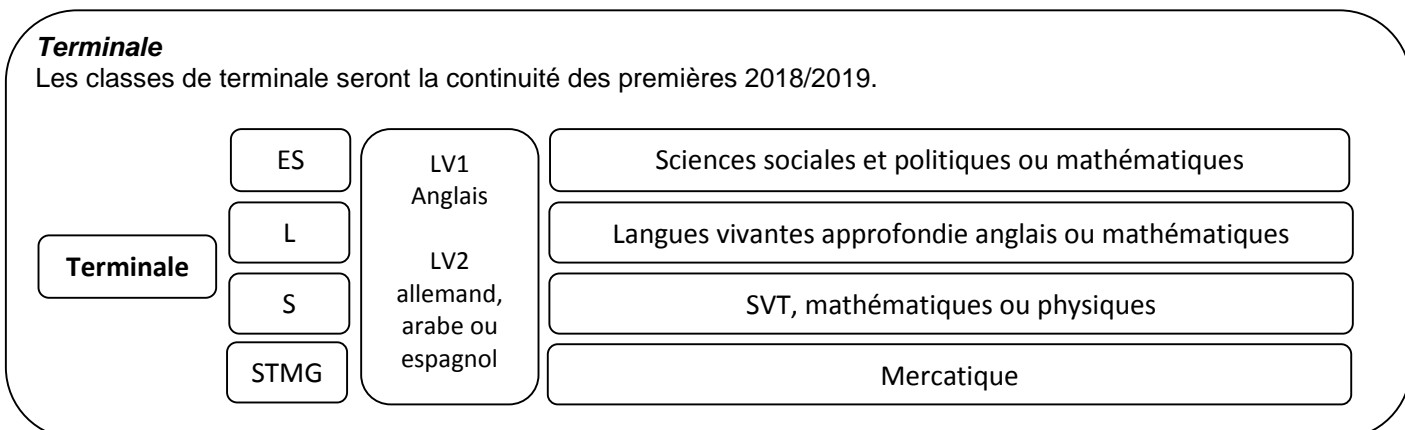 Terminale
Les classes de terminale seront la continuité des premières 2018/2019.
Terminale
ES
L
S
STMG
LV1
Anglais
LV2
allemand,
arabe ou
espagnol
Sciences sociales et politiques ou mathématiques
Langues vivantes approfondie anglais ou mathématiques
SVT, mathématiques ou physiques
Mercatique